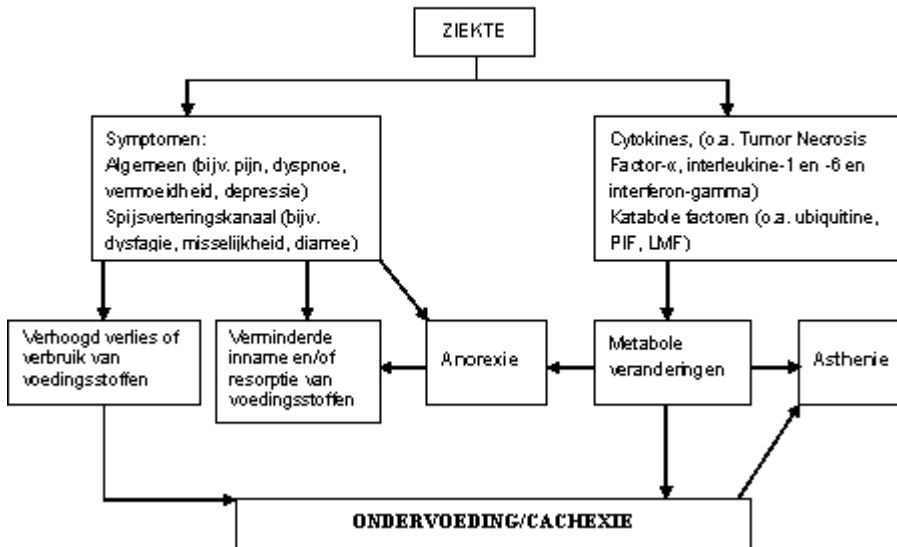 ZIEKTE
Symptomen:
Algemeen (bijv. pijn, dyspnoe,
vermoeidheid, depressie)
Spijsverteringskanaal (bijv.
dysfagie, misselijkheid, diarree)
Cytokines, (o.a. Tumor Necrosis
Factor-α, interleukine-1 en -6 en
interferon-gamma)
Katabole factoren (o.a. ubiquitine,
PIF, LMF)
Verhoogd verlies of
verbruik van
voedingsstoffen
Verminderde
inname en/of
resorptie van
voedingsstoffen
Anorexie
Metabole
veranderingen
Asthenie
ONDERVOEDING/CACHEXIE